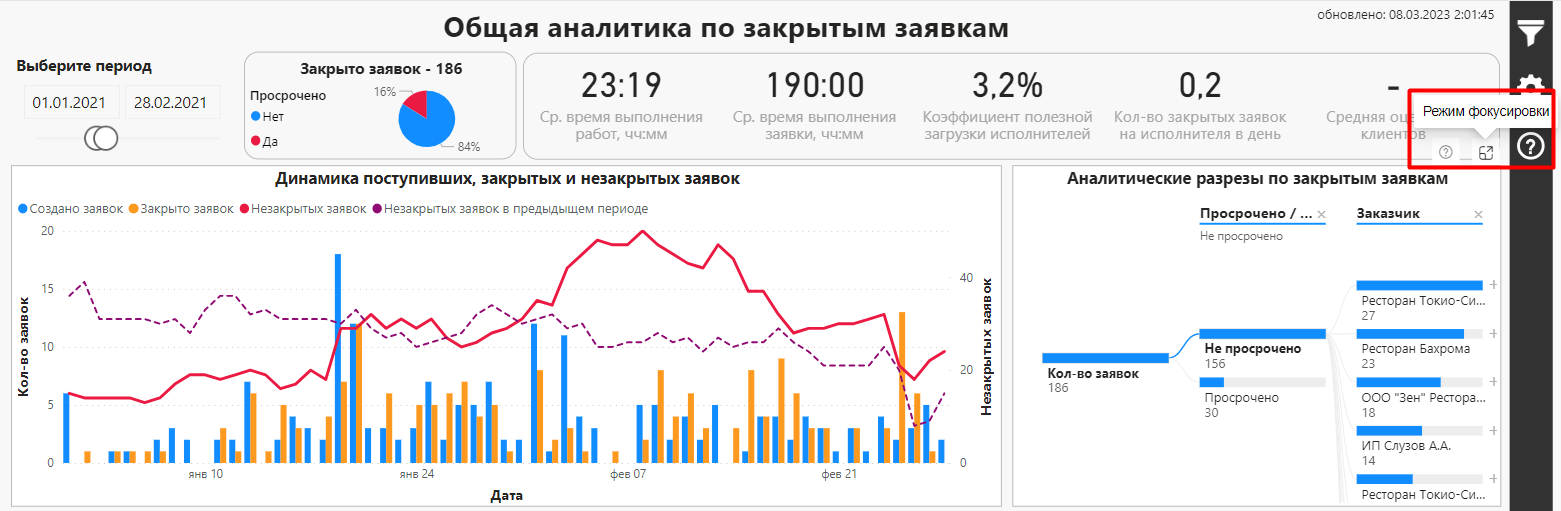 Общая аналитика по закрытым заявкам
обновлено: 08.03.2023 2:01:45
Выберите период
01.01.2021
28.02.2021
Закрыто заявок - 186
Просрочено
Нет
Да
16%
84%
23:19
Ср. время выполнения
работ, чч:мм
190:00
Ср. время выполнения
заявки, чч:мм
3,2%
Коэффициент полезной
загрузки исполнителей
0,2
Кол-во закрытых заявок
на исполнителя в день
-
Средняя оце
клиентов
Режим фокусировки
Динамика поступивших, закрытых и незакрытых заявок
Создано заявок
Закрыто заявок
Незакрытых заявок
Незакрытых заявок в предыдыщем периоде
Кол-во заявок
20
15
10
5
0
40
20
0
Незакрытых заявок
янв 10
янв 24
фев 07
фев 21
Дата
Аналитические разрезы по закрытым заявкам
Просрочено / ...
Не просрочено
Заказчик
Кол-во заявок
186
Не просрочено
156
Просрочено
30
Ресторан Токио-Си...
27
Ресторан Бахрома
23
ООО "Зен" Рестора...
18
ИП Слузов А.А.
14
Ресторан Токио-Си...